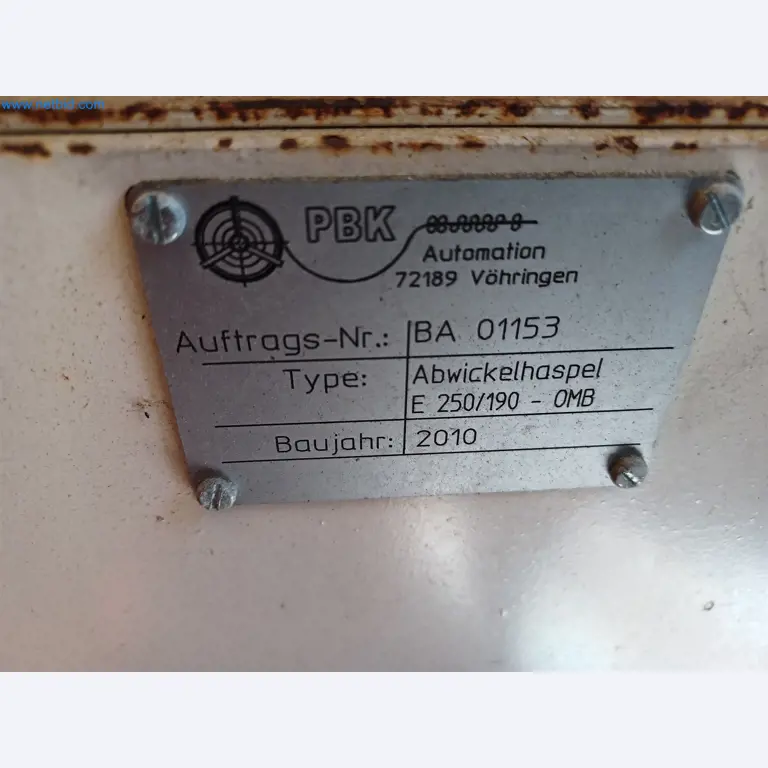 www.netbid.com
PBK
Automation
72189 Vöhringen
Auftrags-Nr.: BA 01153
Type: Abwickelhaspel
E 250/190 - OMB
Baujahr: 2010